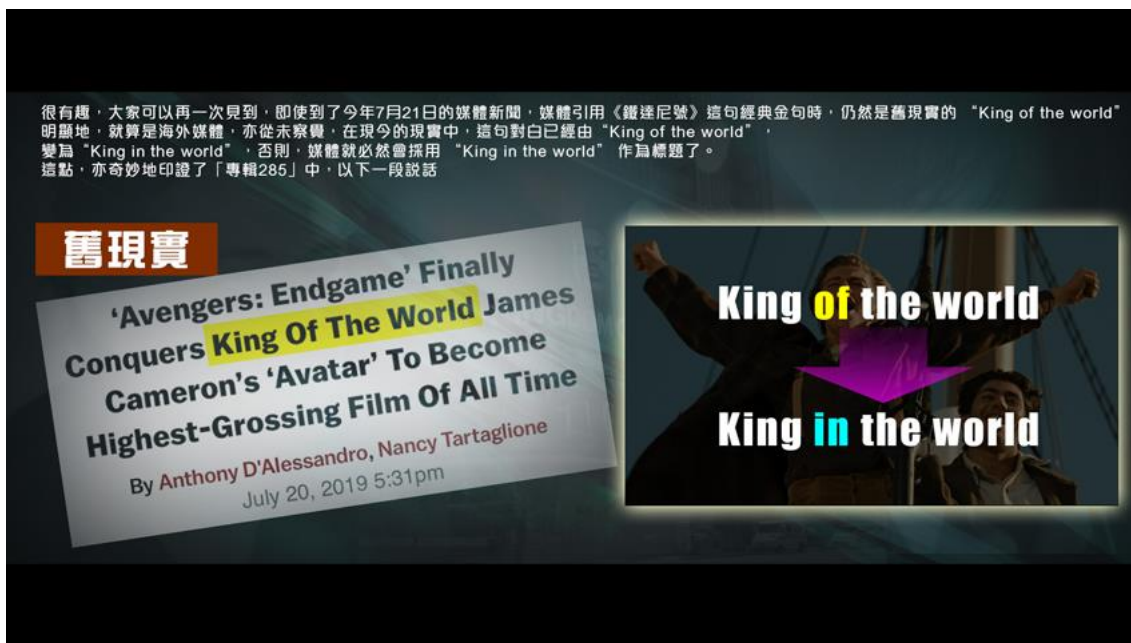 很有趣，大家可以再一次見到，即使到了今年7月21日的媒體新聞，媒體引用《鐵達尼號》這句經典金句時，仍然是舊現實的 “King of the world”
明顯地，就算是海外媒體，亦從未察覺，在現今的現實中，這句對白已經由“King of the world”，
變為“King in the world”，否則，媒體就必然會採用 “King in the world” 作為標題了。
這點，亦奇妙地印證了「專輯285」中，以下一段說話
舊現實
‘Avengers: Endgame’ Finally
Conquers King Of The World James
Cameron’s ‘Avatar’ To Become
Highest-Grossing Film Of All Time
By Anthony D'Alessandro, Nancy Tartaglione
July 20, 2019 5:31pm
King of the world
King in the world